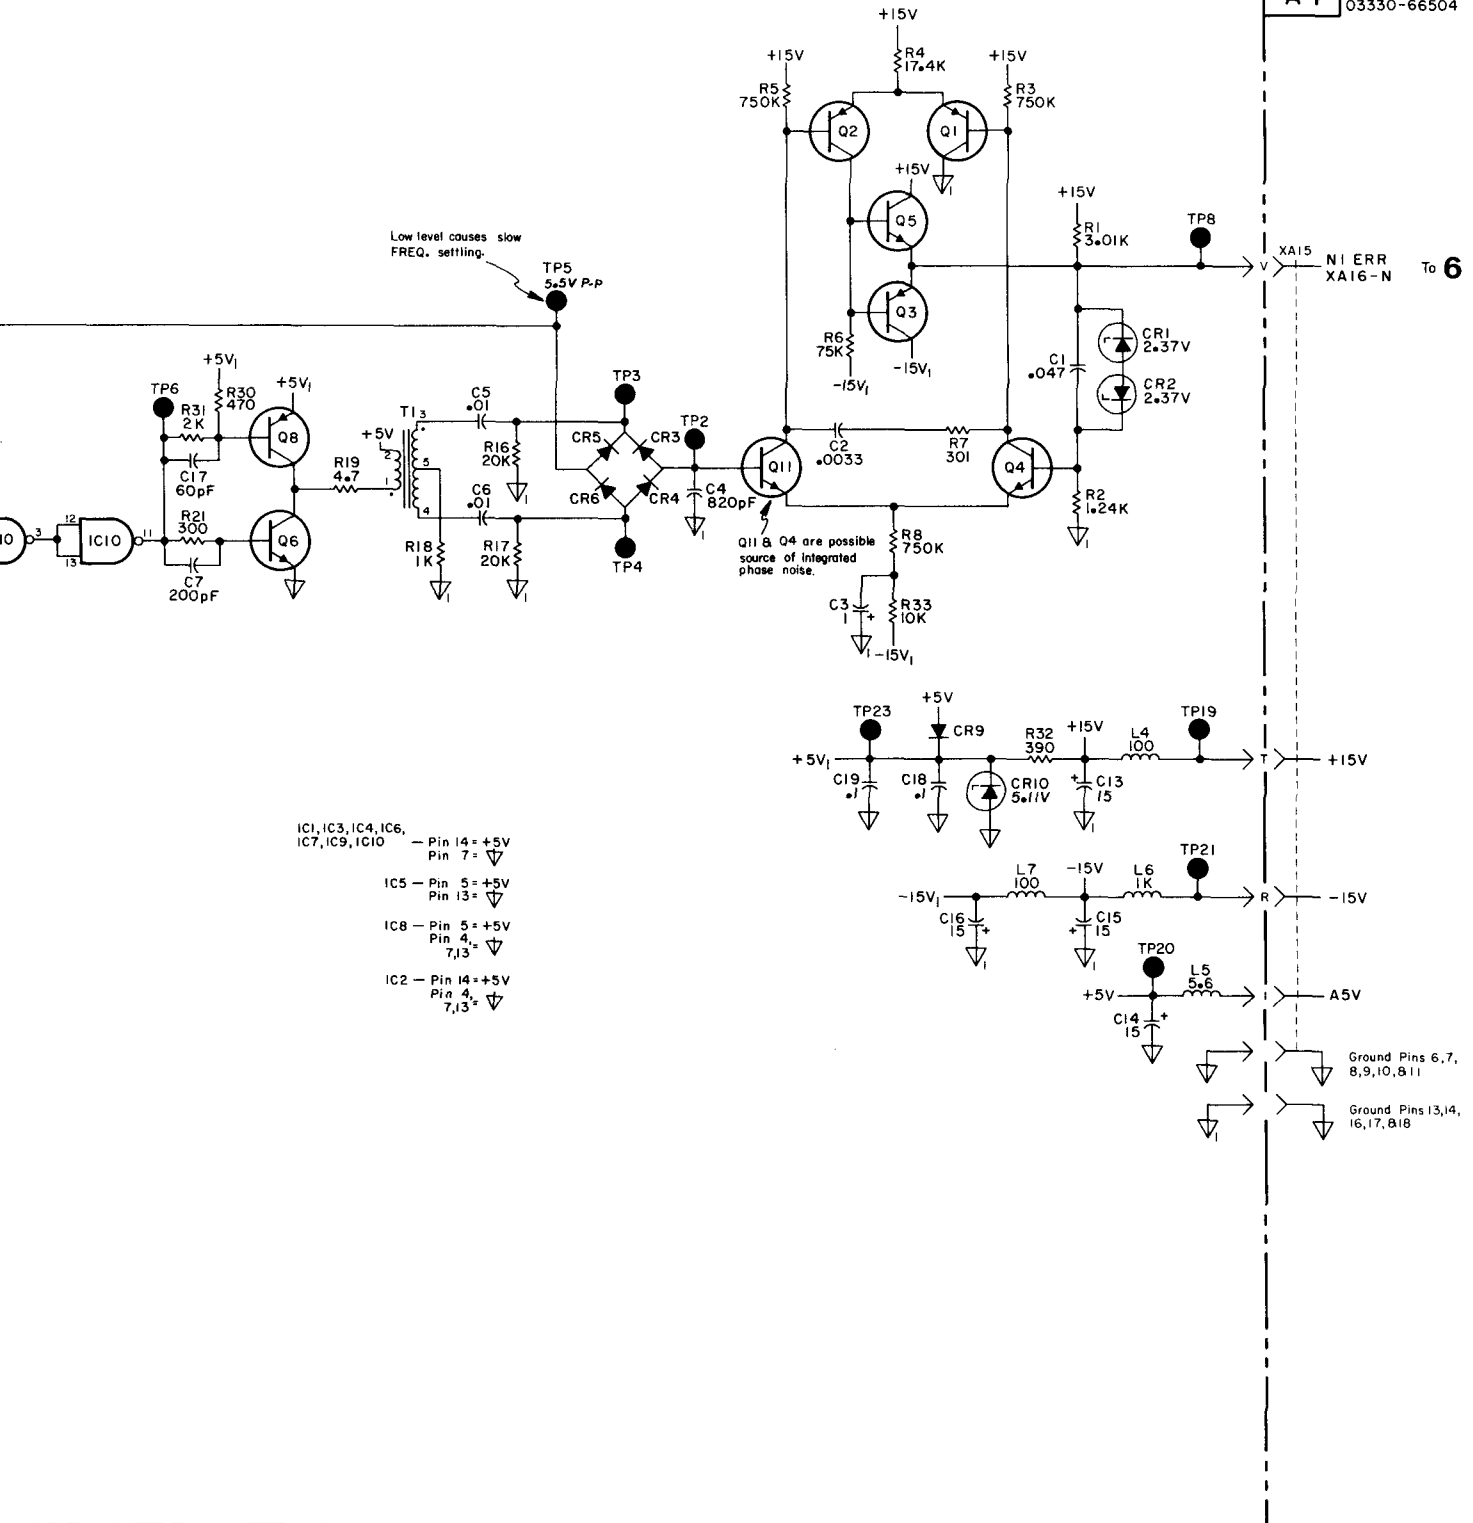 03330-66504
+15V
R4
17.4K
+15V
R5
750K
+15V
R3
750K
Q2
Q1
1
+15V
Q5
+15V
R1
3.01K
TP8
V
XA15
N1 ERR
XA16-N
To 6
Low level causes slow
FREQ. settling.
TP5
5.5V P-P
Q3
R6
75K
-15V1
-15V1
C1
.047
CR1
2.37V
CR2
2.37V
+5V1
TP6
R30
470
+5V1
R31
2K
Q8
C17
60pF
R19
4.7
T1
3
+5V
2
1
5
4
C5
.01
R16
20K
1
C6
.01
R18
1K
1
R17
20K
1
TP3
CR5
CR3
CR6
CR4
TP4
TP2
C4
820pF
1
Q11
C2
.0033
R7
301
Q4
R2
1.24K
1
3
12
13
IC10
11
R21
300
C7
200pF
Q6
Q11 & Q4 are possible
source of integrated
phase noise.
R8
750K
C3
1
+
1
R33
10K
-15V1
TP23
+5V
CR9
+5V1
C19
.1
C18
.1
CR10
5.11V
R32
390
+15V
+
C13
15
1
L4
100
TP19
T
+15V
IC1, IC3, IC4, IC6,
IC7, IC9, IC10 — Pin 14 = +5V
Pin 7 =
IC5 — Pin 5 = +5V
Pin 13 =
IC8 — Pin 5 = +5V
Pin 4,
7,13 =
IC2 — Pin 14 = +5V
Pin 4,
7,13 =
L7
100
-15V
L6
1K
TP21
-15V1
C16
15
+
1
+
C15
15
1
R
-15V
TP20
+5V
L5
5.6
C14
15
+
I
A5V
Ground Pins 6,7,
8,9,10,&11
1
Ground Pins 13,14,
16,17,&18